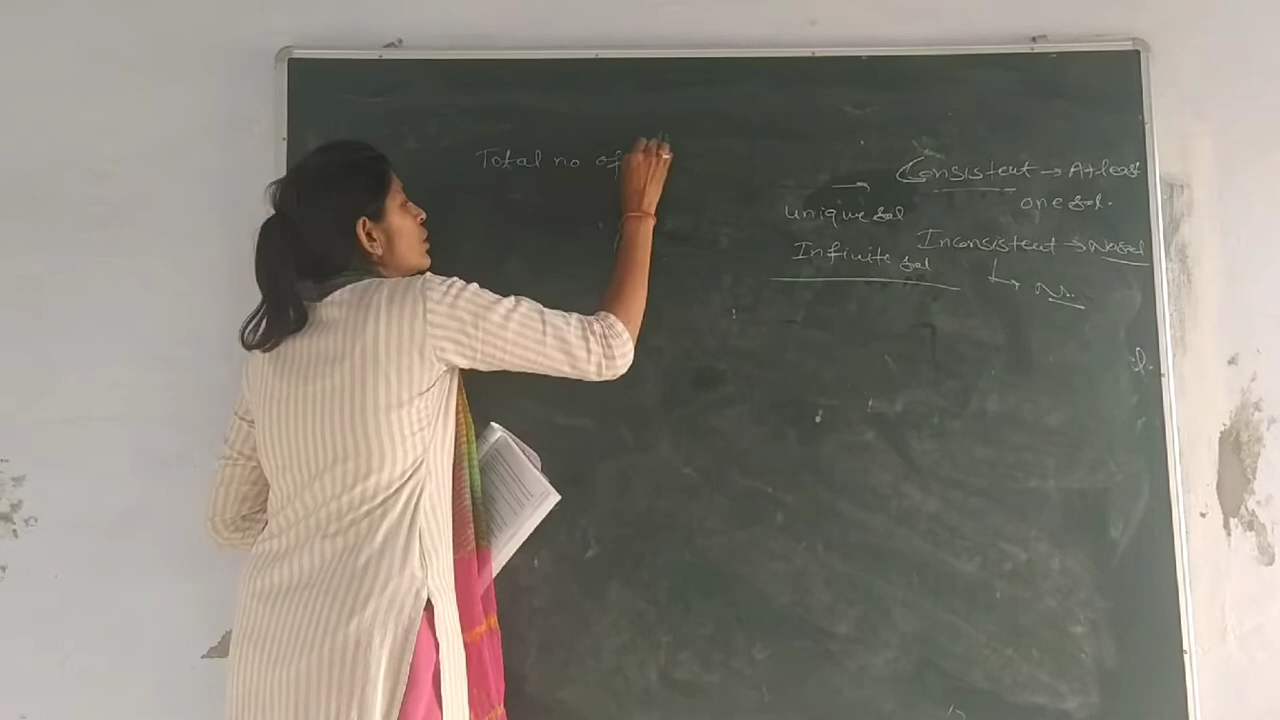 Total no of
Consistent → Atleast
one sol.
unique sol
Inconsistent → No sol
Infinite sol